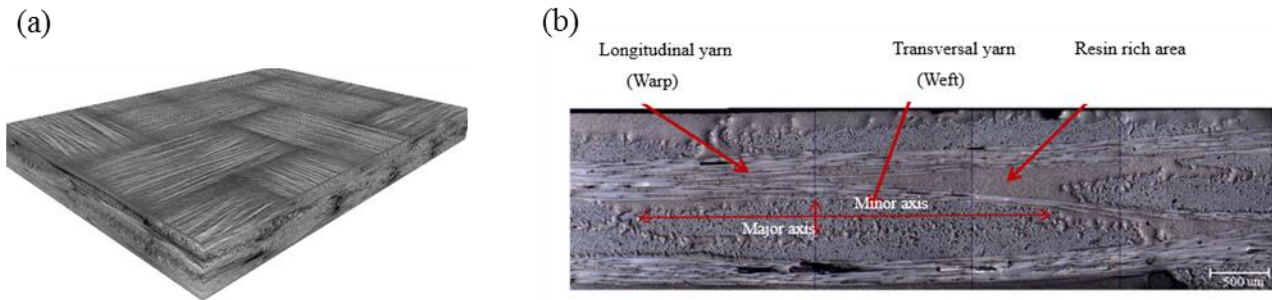 (a)
(b)
Longitudinal yarn
(Warp)
Transversal yarn
(Weft)
Resin rich area
Minor axis
Major axis
500 um